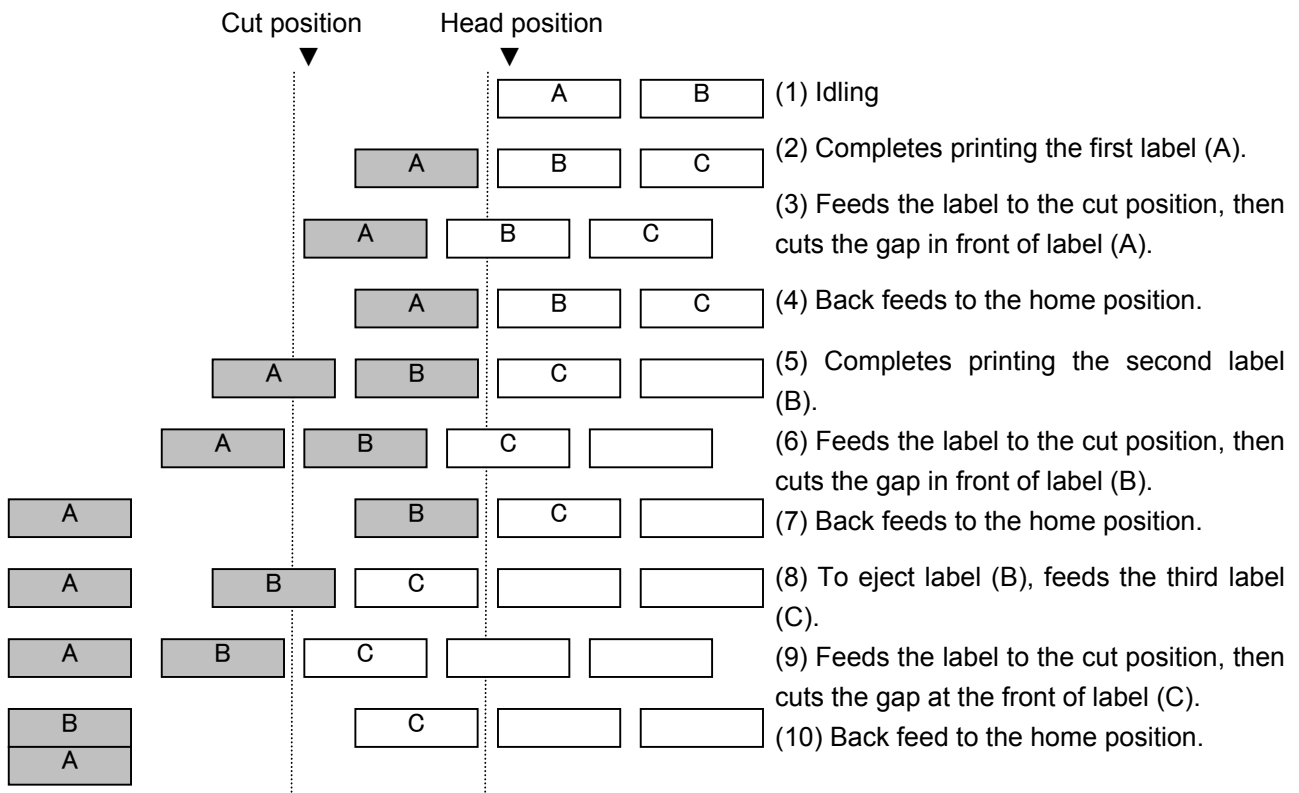 Cut position Head position
▼ ▼
A B (1) Idling
A B C (2) Completes printing the first label (A).
(3) Feeds the label to the cut position, then
A B C cuts the gap in front of label (A).
A B C (4) Back feeds to the home position.
A B C (5) Completes printing the second label
(B).
A B C (6) Feeds the label to the cut position, then
cuts the gap in front of label (B).
A B C (7) Back feeds to the home position.
A B C (8) To eject label (B), feeds the third label
(C).
A B C (9) Feeds the label to the cut position, then
cuts the gap at the front of label (C).
B C (10) Back feed to the home position.
A